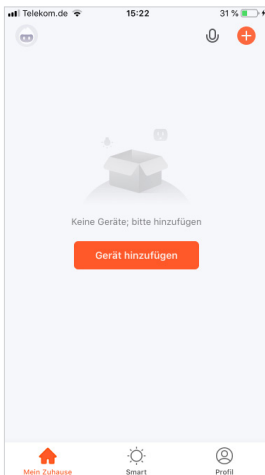 Telekom.de 15:22 31 %
Keine Geräte; bitte hinzufügen
Gerät hinzufügen
Mein Zuhause Smart Profil